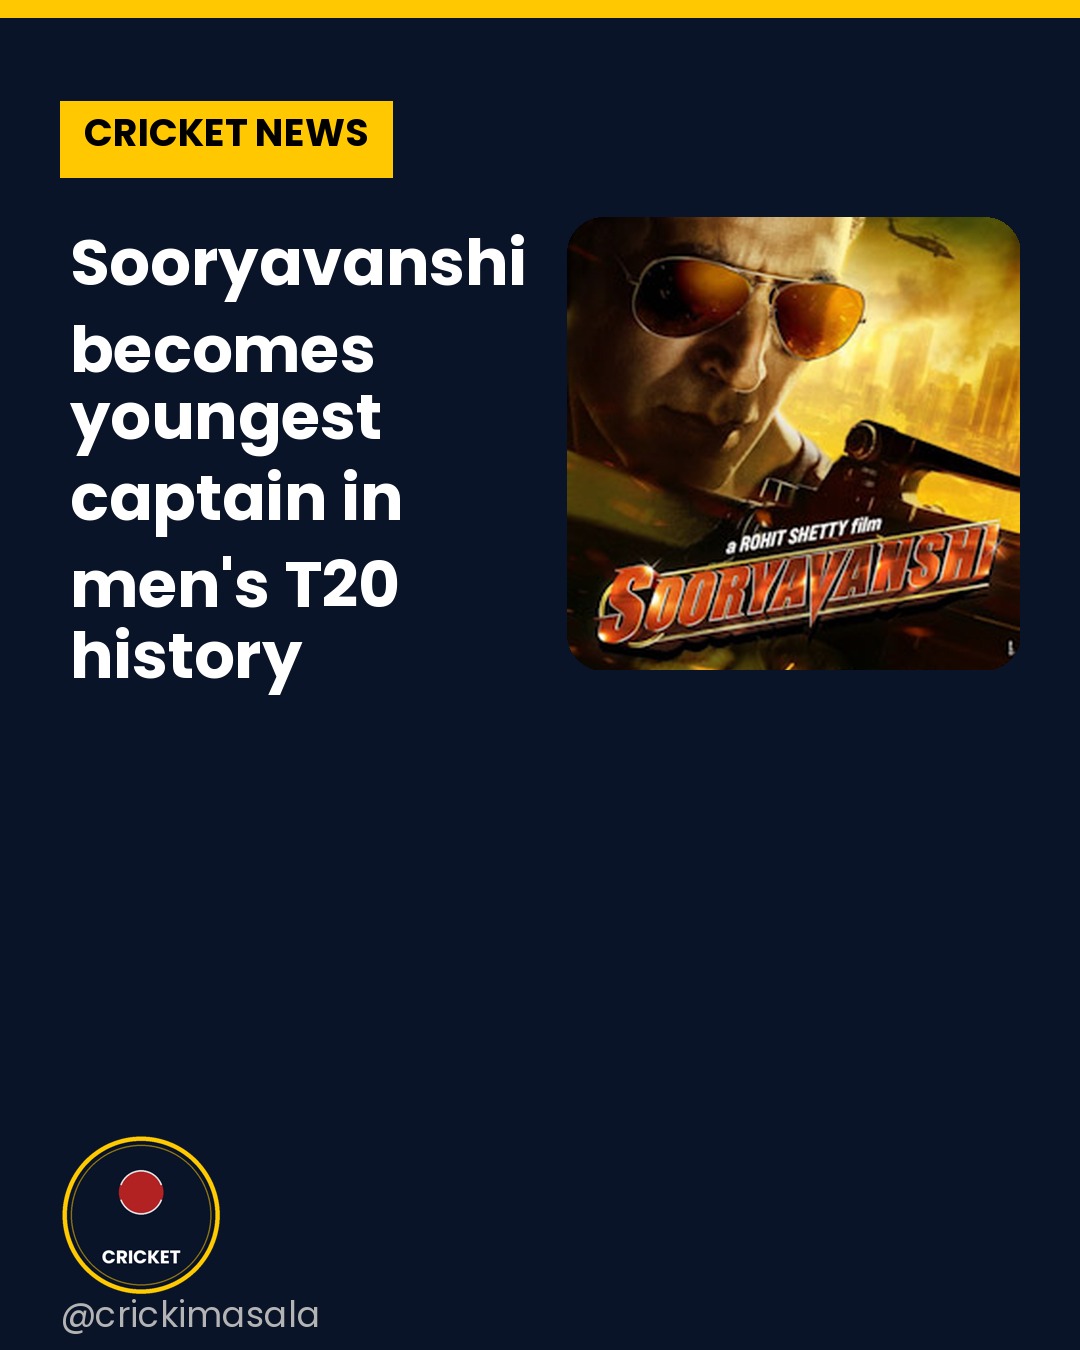 CRICKET NEWS
Sooryavanshi
becomes
youngest
captain in
men's T20
history
a ROHIT SHETTY film
SOORYAVANSHI
CRICKET
@crickimasala